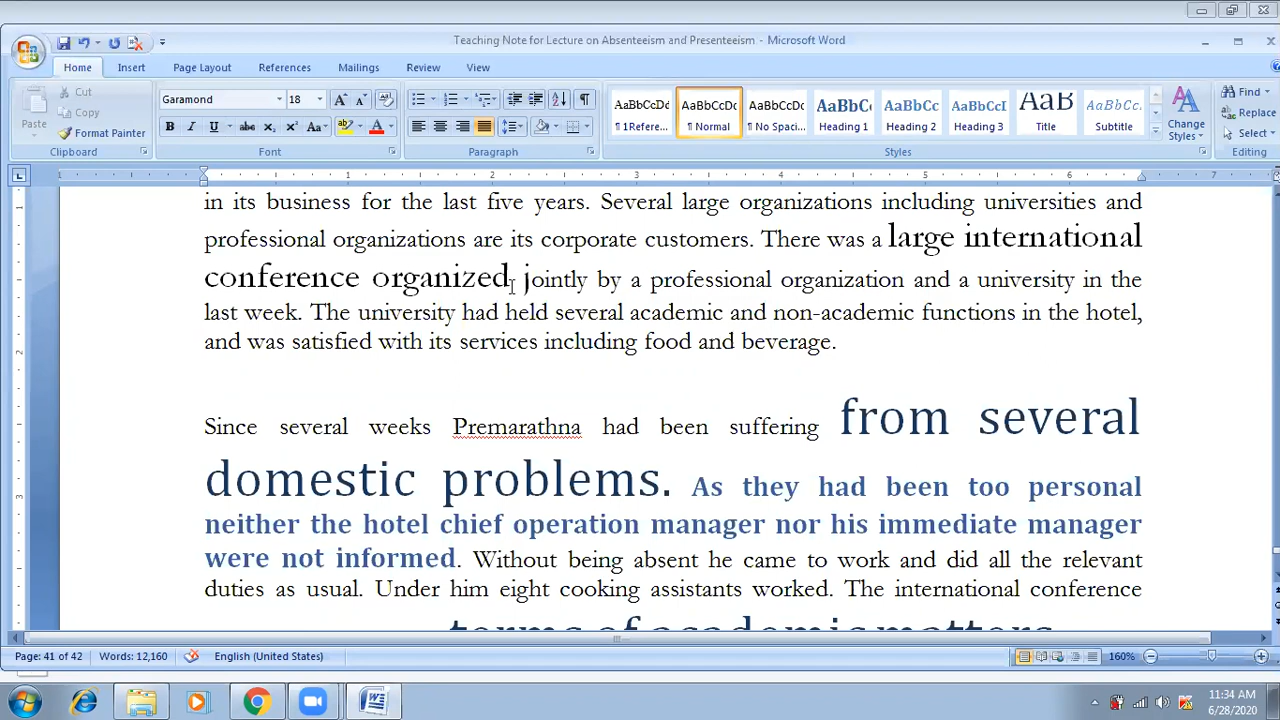 Teaching Note for Lecture on Absenteeism and Presenteeism - Microsoft Word
Home Insert Page Layout References Mailings Review View
Paste
Cut
Copy
Format Painter
Clipboard
Garamond 18
Font
Paragraph
AaBbCcDd AaBbCcDc AaBbCcDc AaBbC AaBbCc AaBbCcI AaB AaBbCc.
¶ 1Refere... ¶ Normal ¶ No Spaci... Heading 1 Heading 2 Heading 3 Title Subtitle
Change Styles
Styles
Find
Replace
Select
Editing
in its business for the last five years. Several large organizations including universities and
professional organizations are its corporate customers. There was a large international
conference organized jointly by a professional organization and a university in the
last week. The university had held several academic and non-academic functions in the hotel,
and was satisfied with its services including food and beverage.
Since several weeks Premarathna had been suffering from several
domestic problems. As they had been too personal
neither the hotel chief operation manager nor his immediate manager
were not informed. Without being absent he came to work and did all the relevant
duties as usual. Under him eight cooking assistants worked. The international conference
terms of academic matters
Page: 41 of 42 Words: 12,160 English (United States) 160%
11:34 AM
6/28/2020